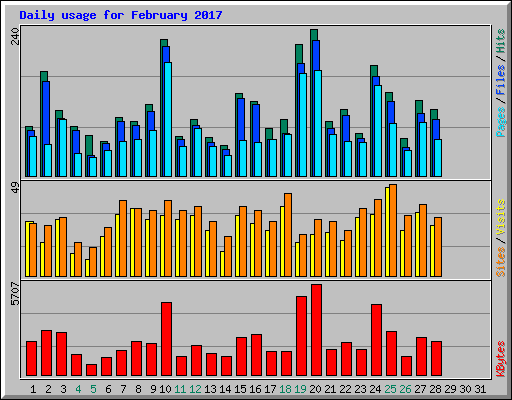 Daily usage for February 2017
240
Pages / Files / Hits
49
Sites / Visits
5707
KBytes
1 2 3 4 5 6 7 8 9 10 11 12 13 14 15 16 17 18 19 20 21 22 23 24 25 26 27 28 29 30 31